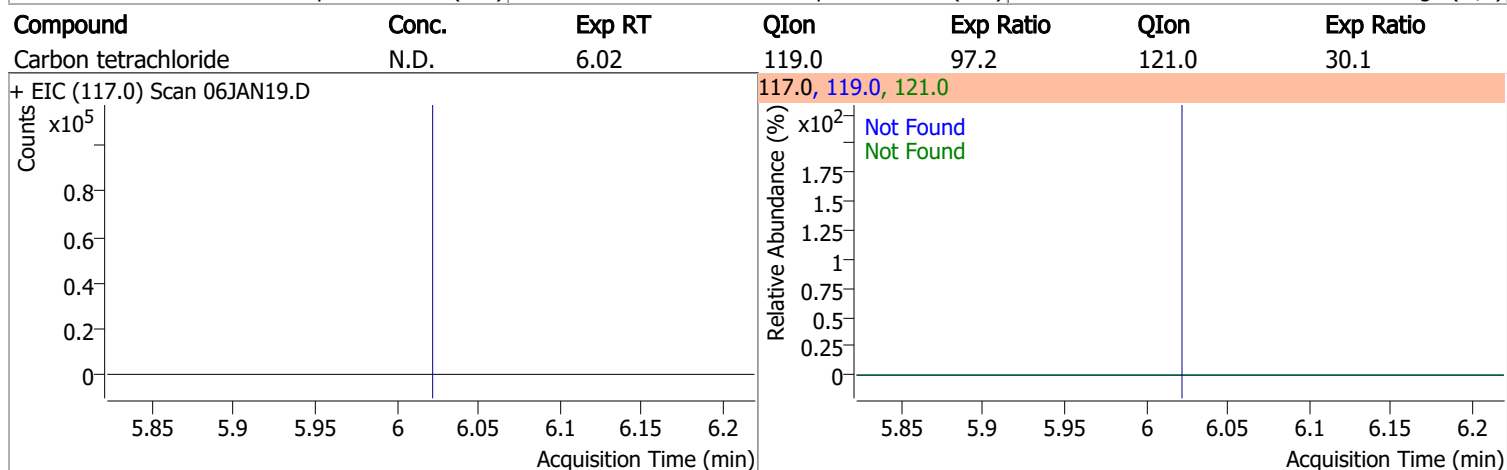 Compound Conc. Exp RT QIon Exp Ratio QIon Exp Ratio
Carbon tetrachloride N.D. 6.02 119.0 97.2 121.0 30.1
+ EIC (117.0) Scan 06JAN19.D
Counts
x10⁵
0.8
0.6
0.4
0.2
0
5.85 5.9 5.95 6 6.05 6.1 6.15 6.2
Acquisition Time (min)
117.0, 119.0, 121.0
Relative Abundance (%)
x10²
Not Found
Not Found
1.75
1.5
1.25
1
0.75
0.5
0.25
0
5.85 5.9 5.95 6 6.05 6.1 6.15 6.2
Acquisition Time (min)